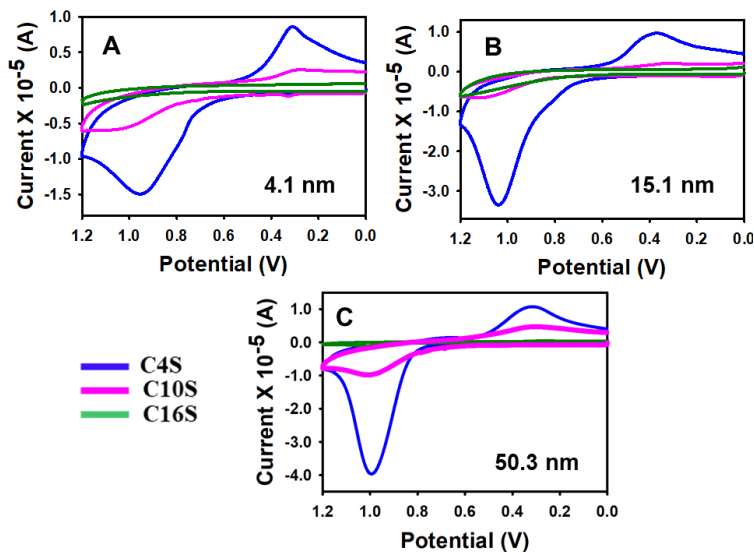 A
Current X 10⁻⁵ (A)
1.0
0.5
0.0
-0.5
-1.0
-1.5
4.1 nm
1.2 1.0 0.8 0.6 0.4 0.2 0.0
Potential (V)
B
Current X 10⁻⁵ (A)
1.0
0.0
-1.0
-2.0
-3.0
15.1 nm
1.2 1.0 0.8 0.6 0.4 0.2 0.0
Potential (V)
C4S
C10S
C16S
C
Current X 10⁻⁵ (A)
1.0
0.0
-1.0
-2.0
-3.0
-4.0
50.3 nm
1.2 1.0 0.8 0.6 0.4 0.2 0.0
Potential (V)